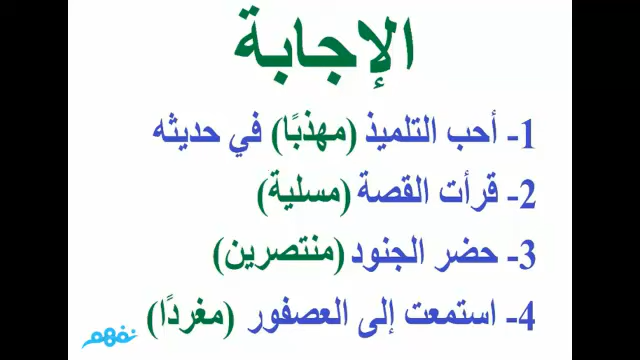 الإجابة
1- أحب التلميذ (مهذبًا) في حديثه
2- قرأت القصة (مسلية)
3- حضر الجنود (منتصرين)
4- استمعت إلى العصفور (مغردًا)
نفهم